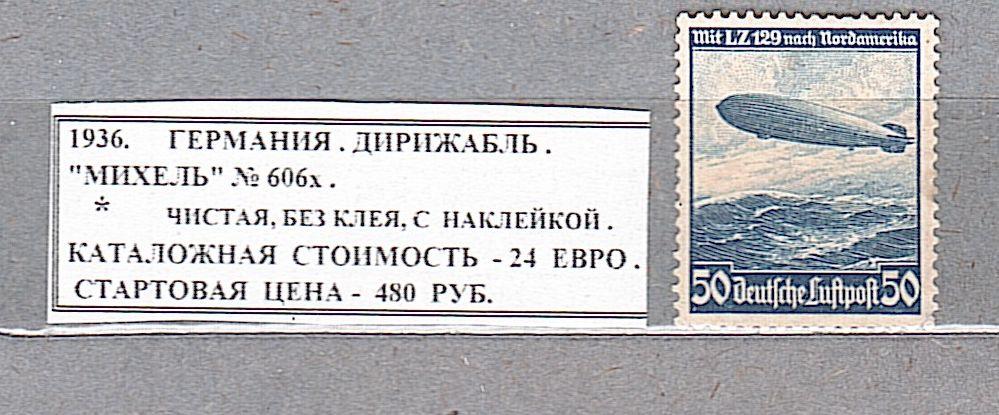 1936. ГЕРМАНИЯ . ДИРИЖАБЛЬ .
"МИХЕЛЬ" № 606х .
* ЧИСТАЯ, БЕЗ КЛЕЯ, С НАКЛЕЙКОЙ .
КАТАЛОЖНАЯ СТОИМОСТЬ - 24 ЕВРО .
СТАРТОВАЯ ЦЕНА - 480 РУБ.
Mit LZ 129 nach Nordamerika
50 Deutsche Luftpost 50